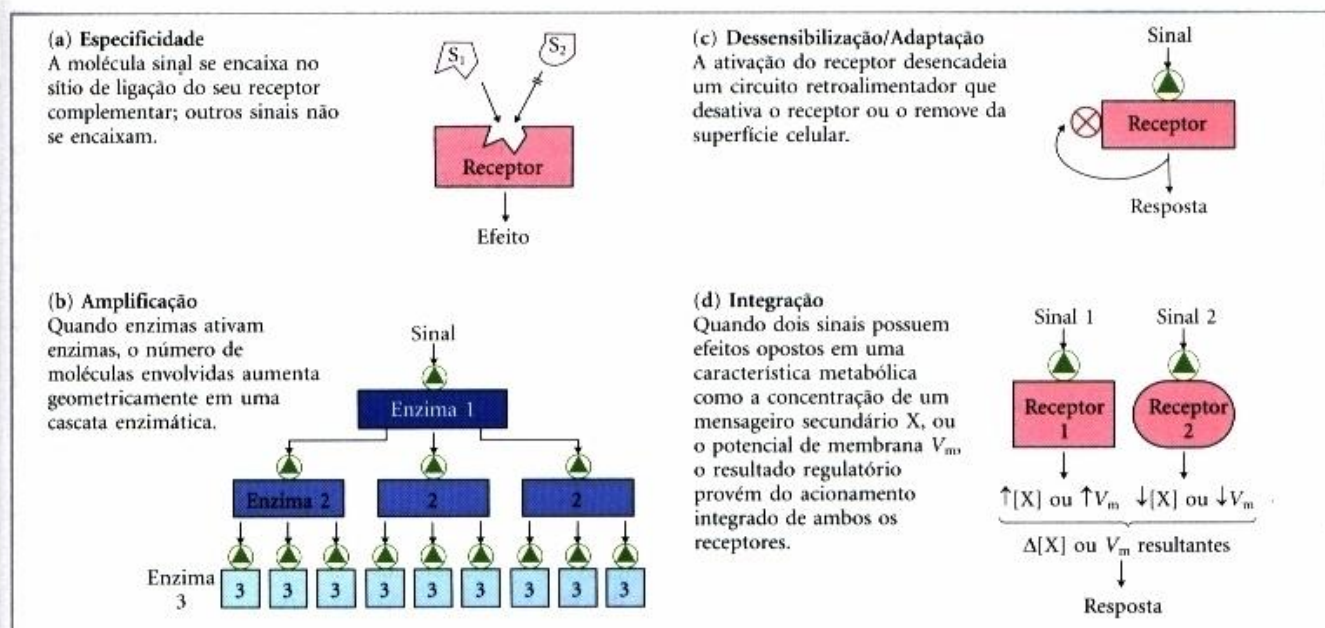 (a) Especificidade
A molécula sinal se encaixa no
sítio de ligação do seu receptor
complementar; outros sinais não
se encaixam.
S1
S2
Receptor
Efeito
(c) Dessensibilização/Adaptação
A ativação do receptor desencadeia
um circuito retroalimentador que
desativa o receptor ou o remove da
superfície celular.
Sinal
Receptor
Resposta
(b) Amplificação
Quando enzimas ativam
enzimas, o número de
moléculas envolvidas aumenta
geometricamente em uma
cascata enzimática.
Sinal
Enzima 1
Enzima 2
2
2
Enzima
3
3 3 3 3 3 3 3 3 3
(d) Integração
Quando dois sinais possuem
efeitos opostos em uma
característica metabólica
como a concentração de um
mensageiro secundário X, ou
o potencial de membrana Vm,
o resultado regulatório
provém do acionamento
integrado de ambos os
receptores.
Sinal 1 Sinal 2
Receptor
1
Receptor
2
↑[X] ou ↑Vm ↓[X] ou ↓Vm
Δ[X] ou Vm resultantes
Resposta